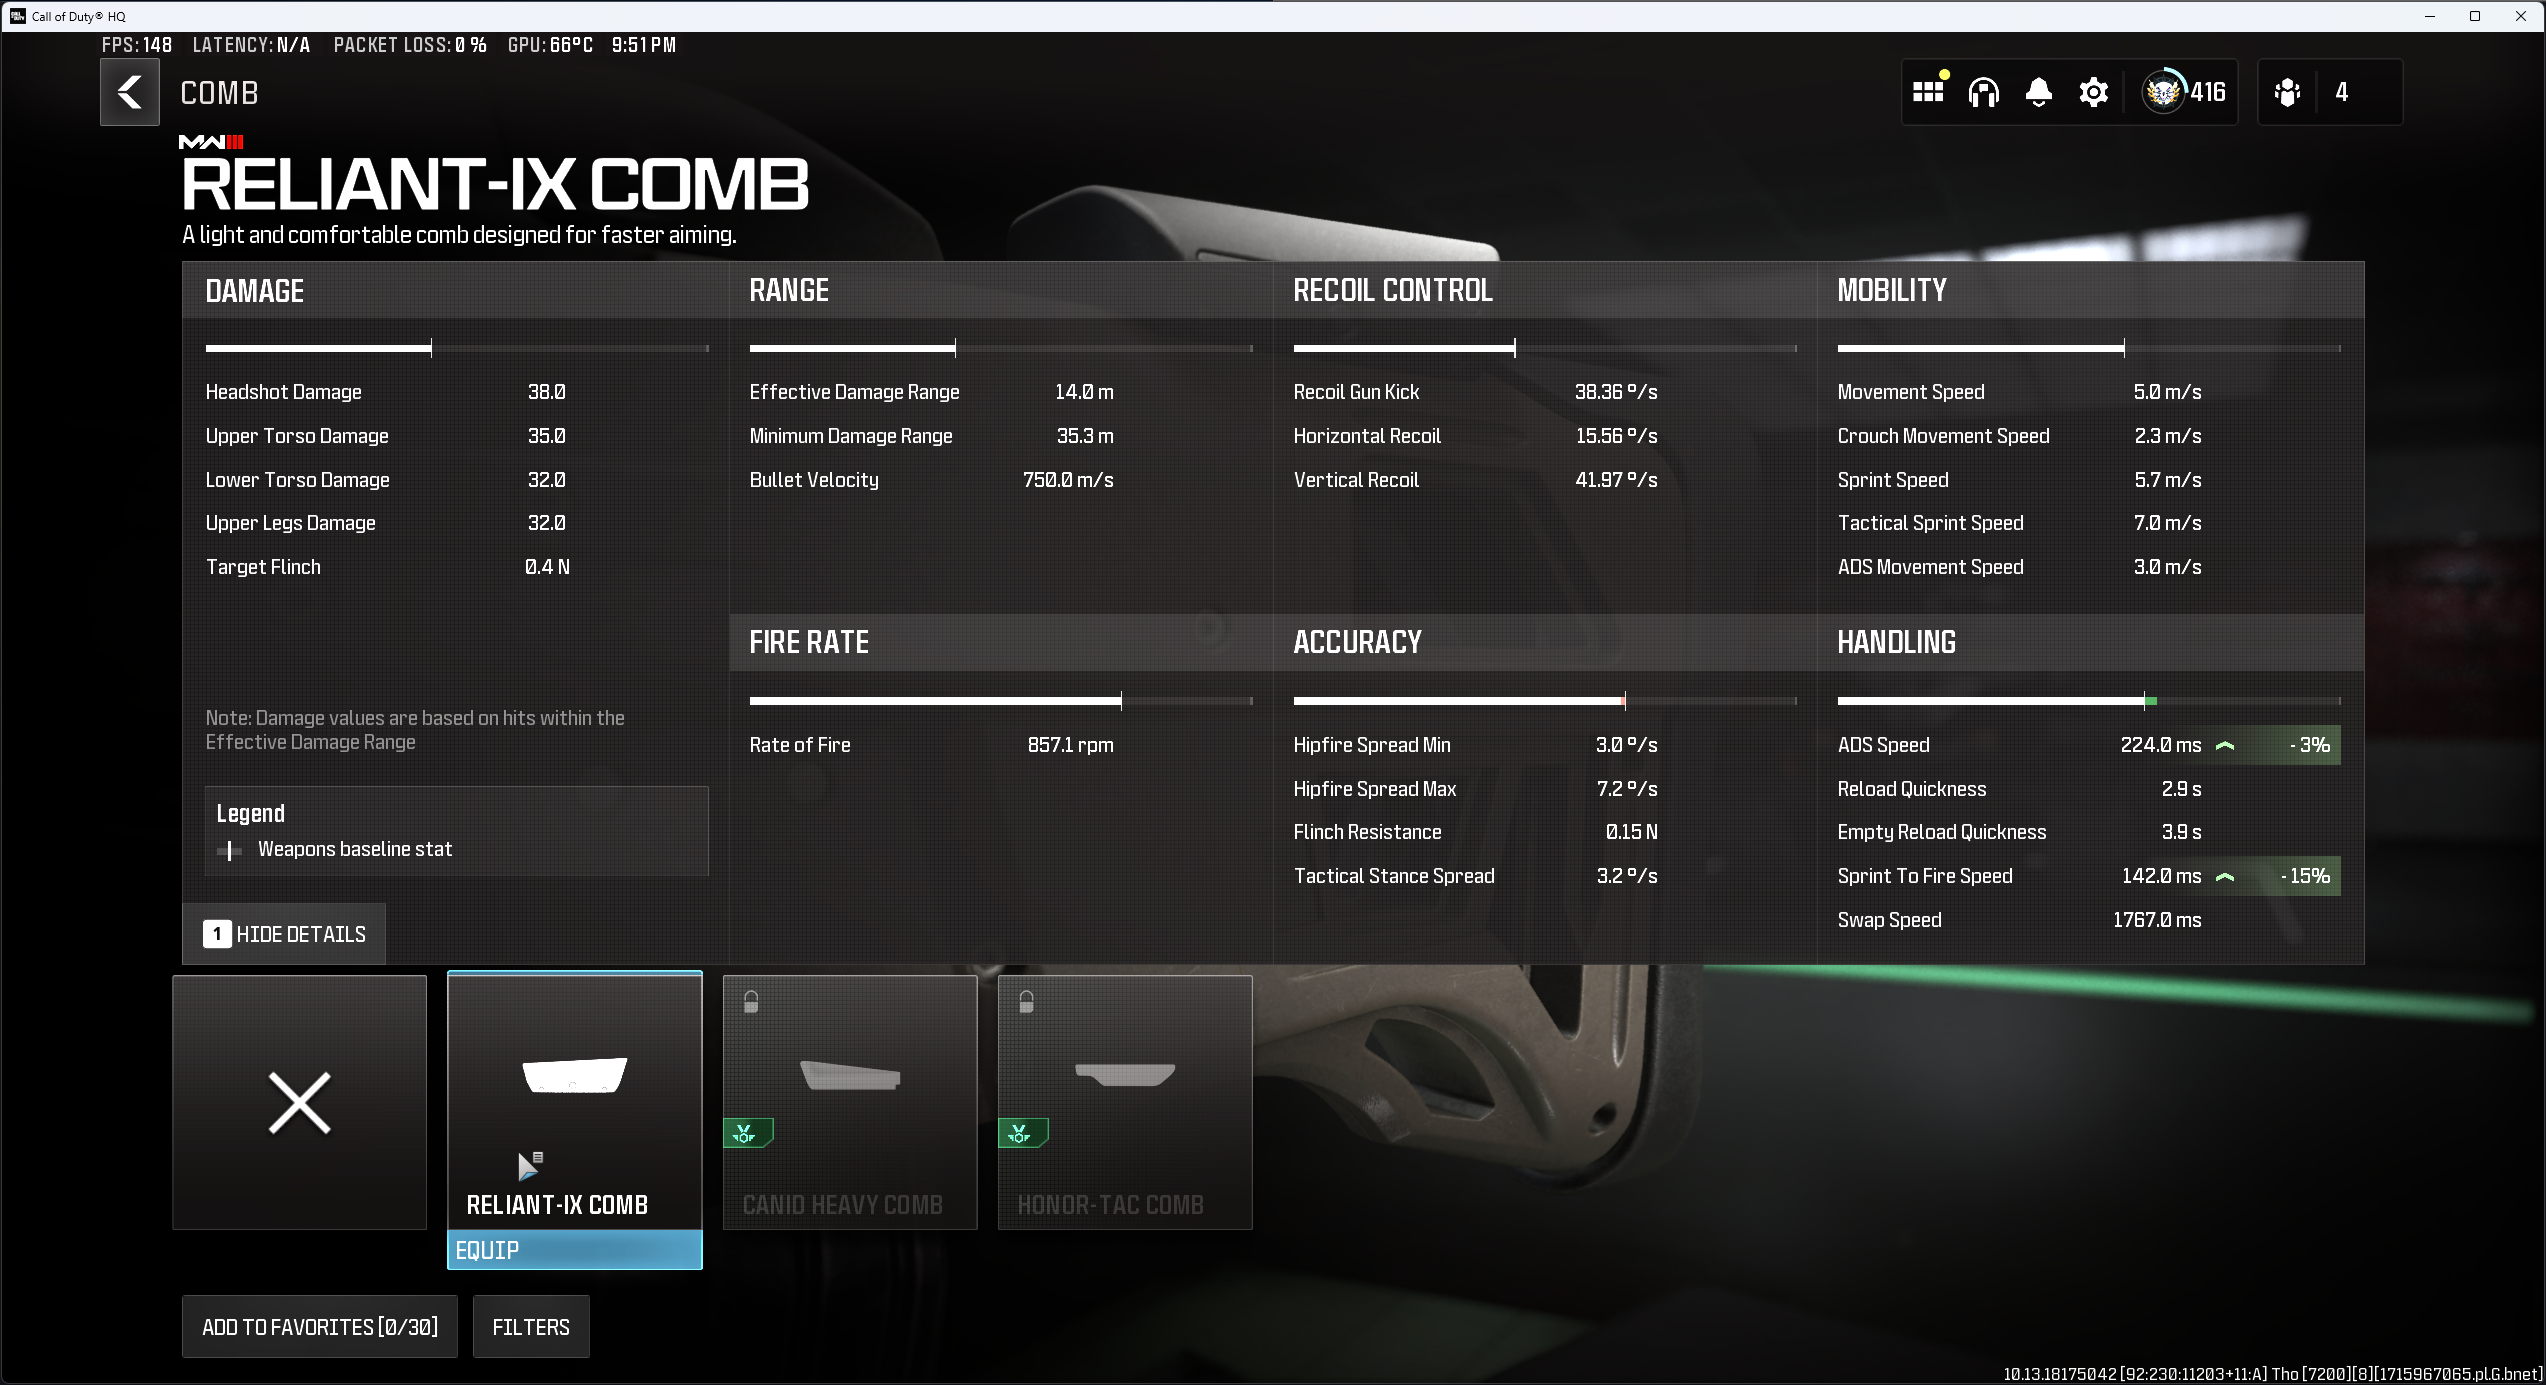 Call of Duty® HQ
FPS: 148 LATENCY: N/A PACKET LOSS: 0 % GPU: 66°C 9:51 PM
COMB
416
4
MWIII
RELIANT-IX COMB
A light and comfortable comb designed for faster aiming.
DAMAGE
Headshot Damage 38.0
Upper Torso Damage 35.0
Lower Torso Damage 32.0
Upper Legs Damage 32.0
Target Flinch 0.4 N
Note: Damage values are based on hits within the
Effective Damage Range
Legend
Weapons baseline stat
1 HIDE DETAILS
RANGE
Effective Damage Range 14.0 m
Minimum Damage Range 35.3 m
Bullet Velocity 750.0 m/s
FIRE RATE
Rate of Fire 857.1 rpm
RECOIL CONTROL
Recoil Gun Kick 38.36 º/s
Horizontal Recoil 15.56 º/s
Vertical Recoil 41.97 º/s
ACCURACY
Hipfire Spread Min 3.0 º/s
Hipfire Spread Max 7.2 º/s
Flinch Resistance 0.15 N
Tactical Stance Spread 3.2 º/s
MOBILITY
Movement Speed 5.0 m/s
Crouch Movement Speed 2.3 m/s
Sprint Speed 5.7 m/s
Tactical Sprint Speed 7.0 m/s
ADS Movement Speed 3.0 m/s
HANDLING
ADS Speed 224.0 ms - 3%
Reload Quickness 2.9 s
Empty Reload Quickness 3.9 s
Sprint To Fire Speed 142.0 ms - 15%
Swap Speed 1767.0 ms
RELIANT-IX COMB
EQUIP
CANID HEAVY COMB
HONOR-TAC COMB
ADD TO FAVORITES [0/30]
FILTERS
10.13.18175042 [92:230:11203+11:A] Tho [7200][8][1715967065.pl.G.bnet]